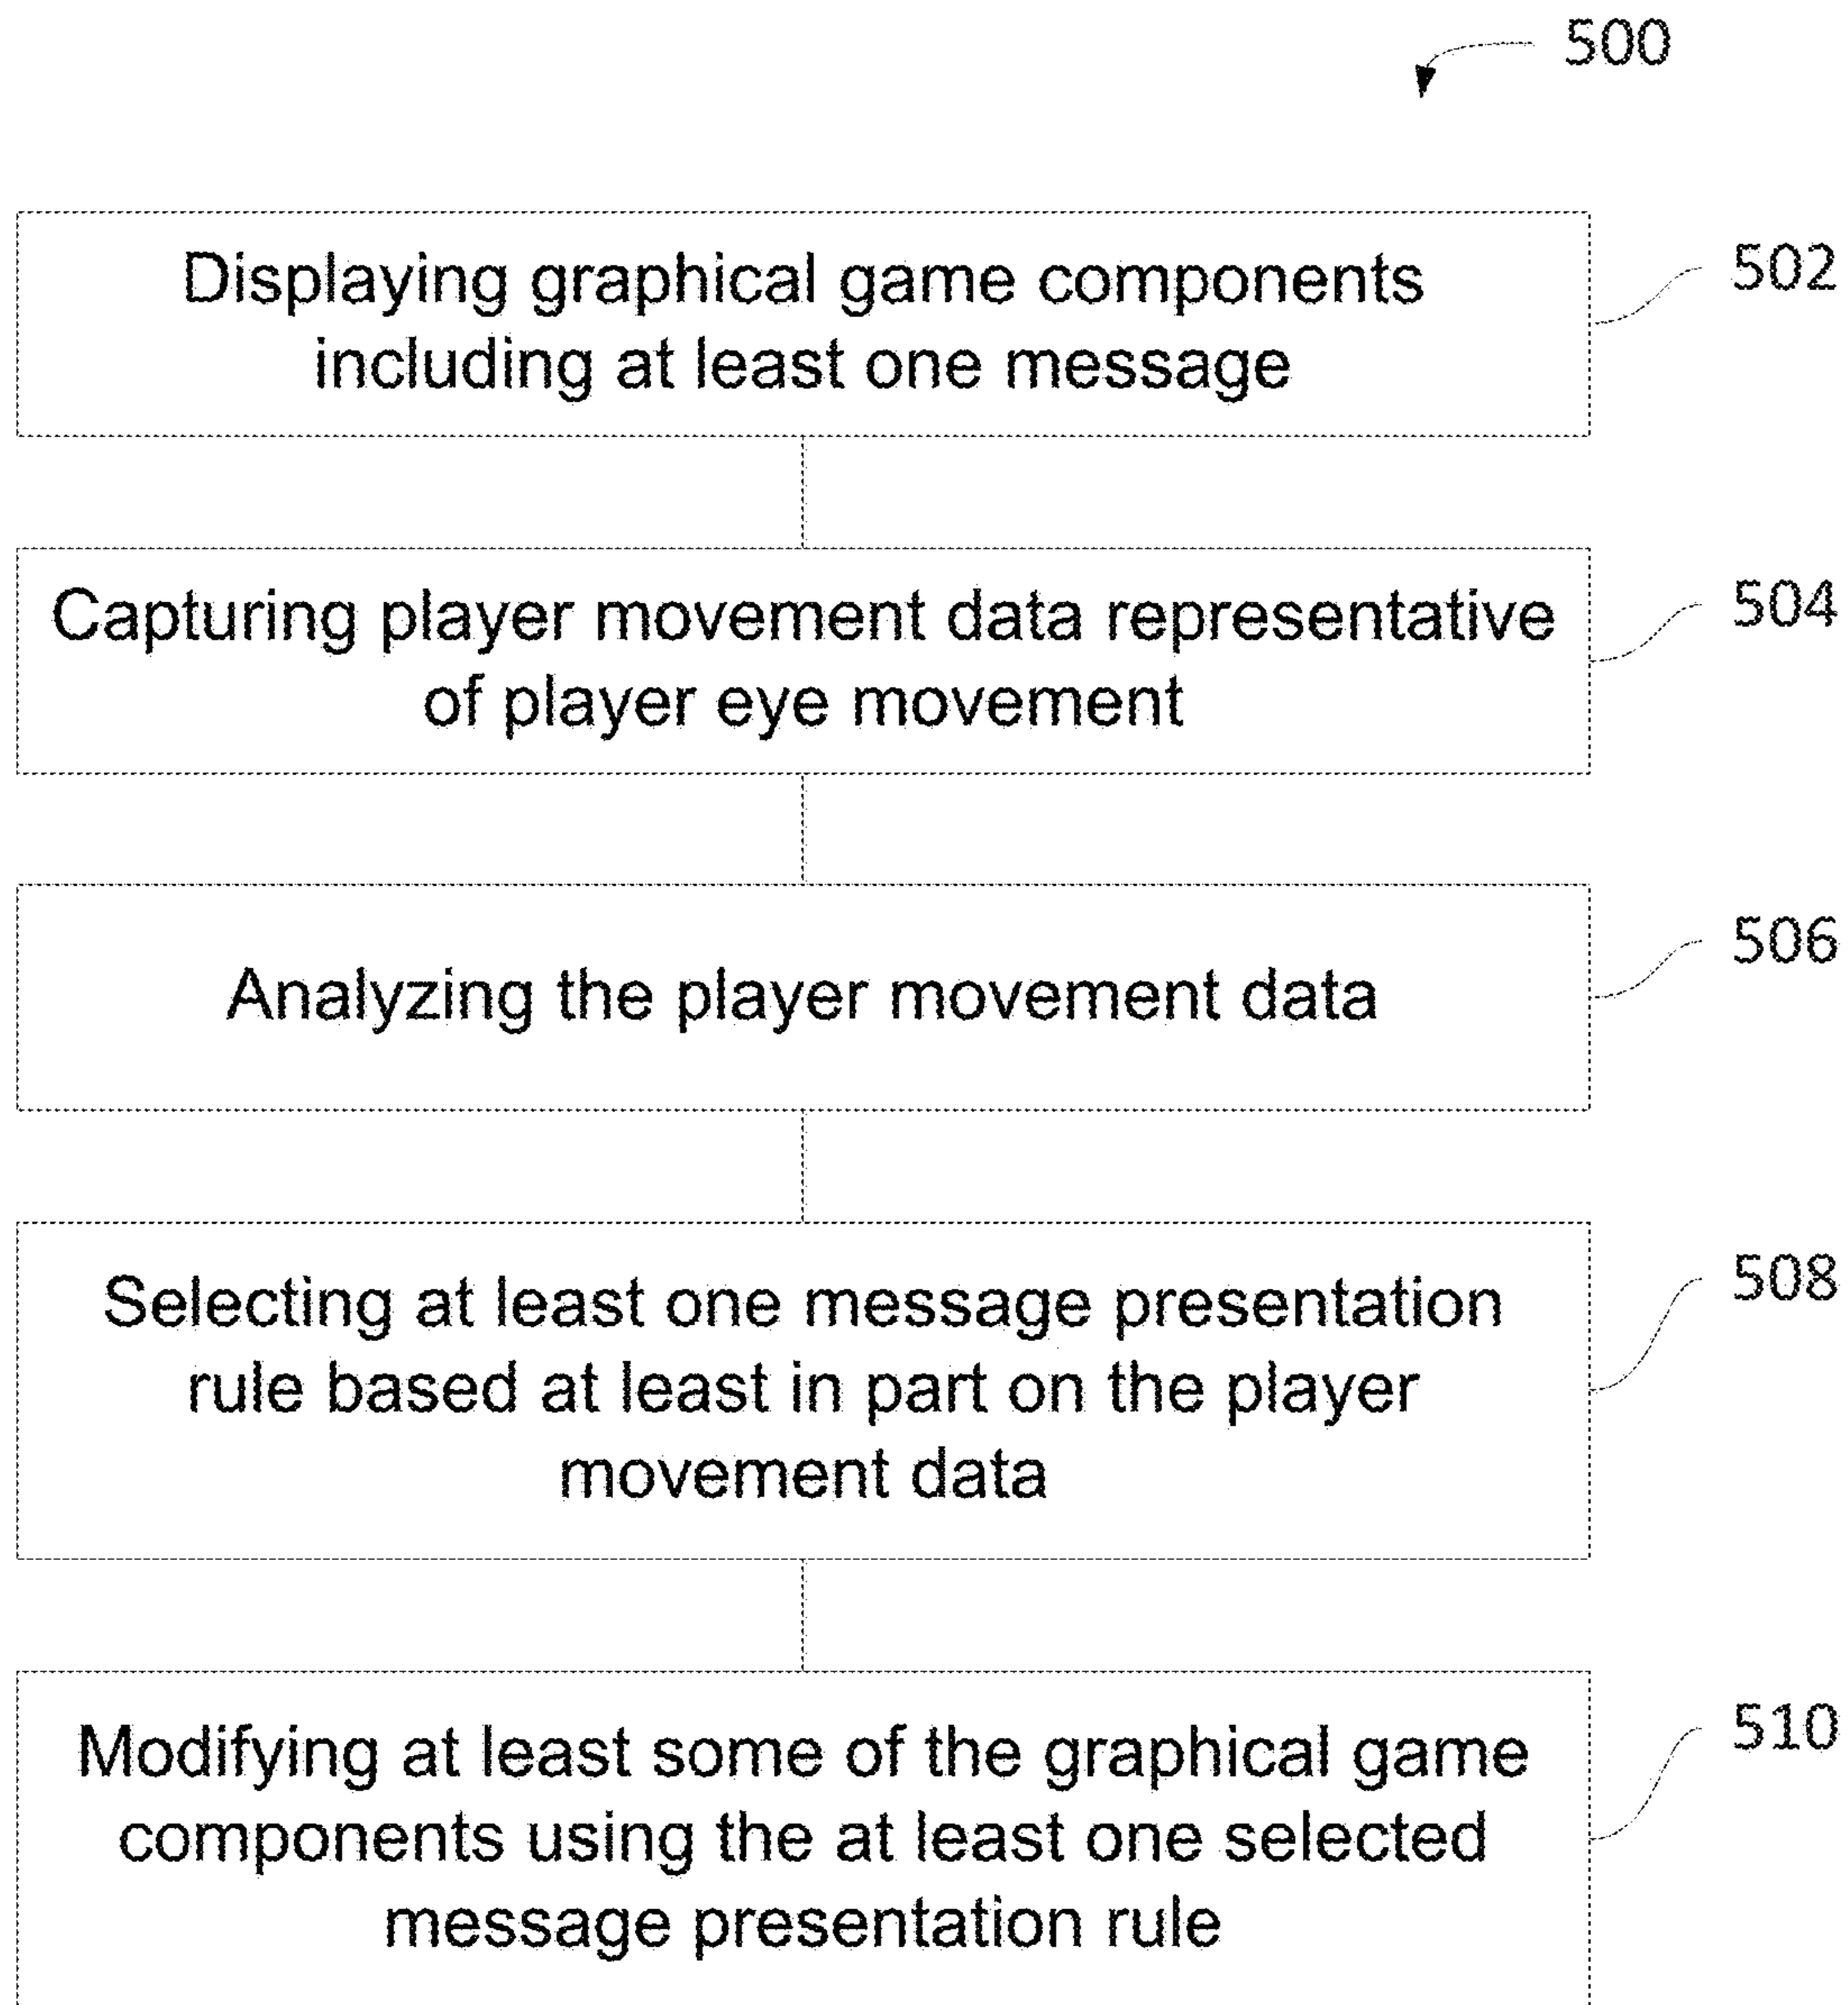 500
Displaying graphical game components
including at least one message
502
Capturing player movement data representative
of player eye movement
504
Analyzing the player movement data
506
Selecting at least one message presentation
rule based at least in part on the player
movement data
508
Modifying at least some of the graphical game
components using the at least one selected
message presentation rule
510